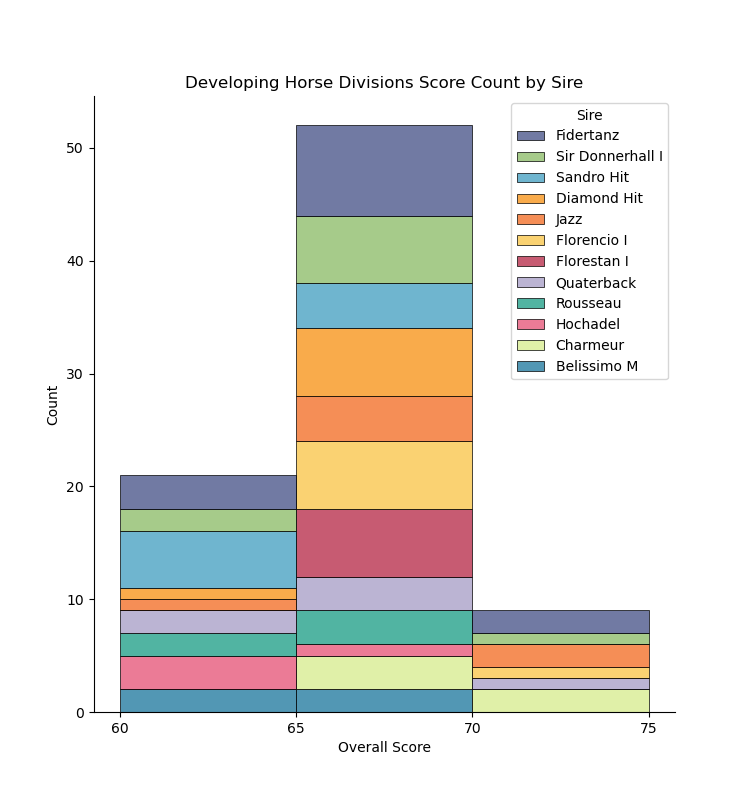 Developing Horse Divisions Score Count by Sire
Sire
Fidertanz
Sir Donnerhall I
Sandro Hit
Diamond Hit
Jazz
Florencio I
Florestan I
Quaterback
Rousseau
Hochadel
Charmeur
Belissimo M
50
40
30
20
10
0
Count
60 65 70 75
Overall Score